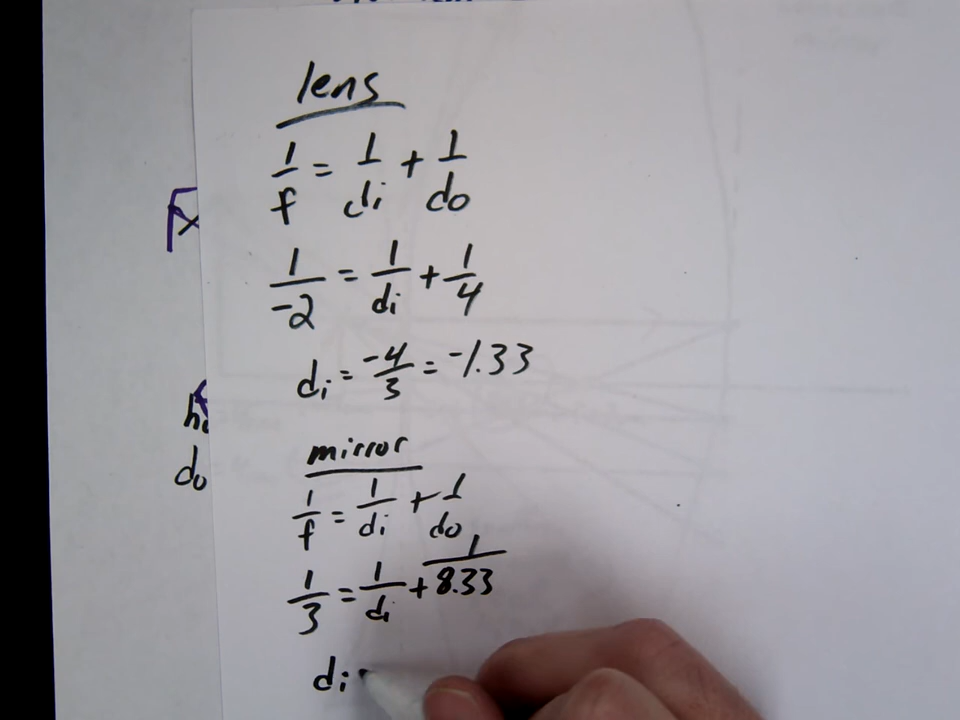 lens
1/f = 1/di + 1/do
1/-2 = 1/di + 1/4
di = -4/3 = -1.33
do
mirror
1/f = 1/di + 1/do
1/3 = 1/di + 1/8.33
di